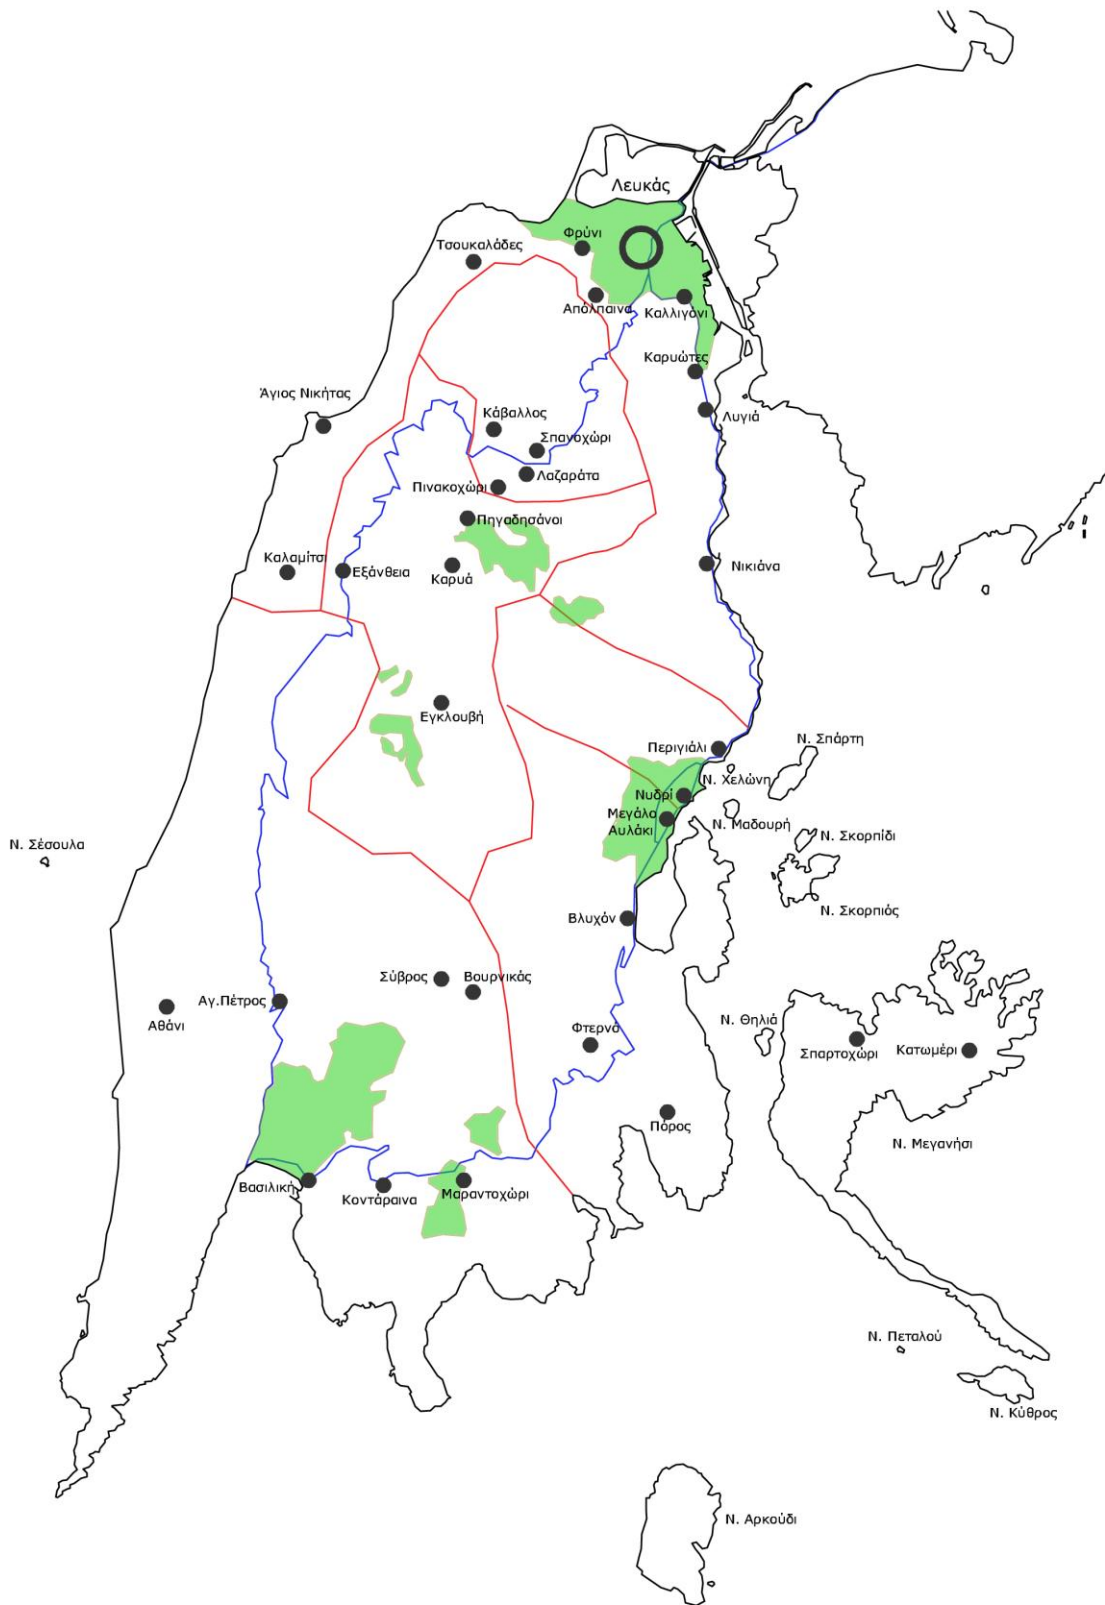 Λευκάς
Φρύνι
Τσουκαλάδες
Απόλπαινα
Καλλιγόνι
Καρυώτες
Άγιος Νικήτας
Κάβαλλος
Λυγιά
Σπανοχώρι
Λαζαράτα
Πινακοχώρι
Πηγαδησάνοι
Καλαμίτσι
Εξάνθεια
Καρυά
Νικιάνα
Εγκλουβή
Περιγιάλι
Ν. Σπάρτη
Ν. Χελώνη
Νυδρί
Μεγάλο
Αυλάκι
Ν. Μαδουρή
Ν. Σκορπίδι
Ν. Σέσουλα
Ν. Σκορπιός
Βλυχόν
Σύβρος
Βουρνικάς
Αγ.Πέτρος
Αθάνι
Φτερνό
Ν. Θηλιά
Σπαρτοχώρι
Κατωμέρι
Πόρος
Ν. Μεγανήσι
Βασιλική
Κοντάραινα
Μαραντοχώρι
Ν. Πεταλού
Ν. Κύθρος
Ν. Αρκούδι